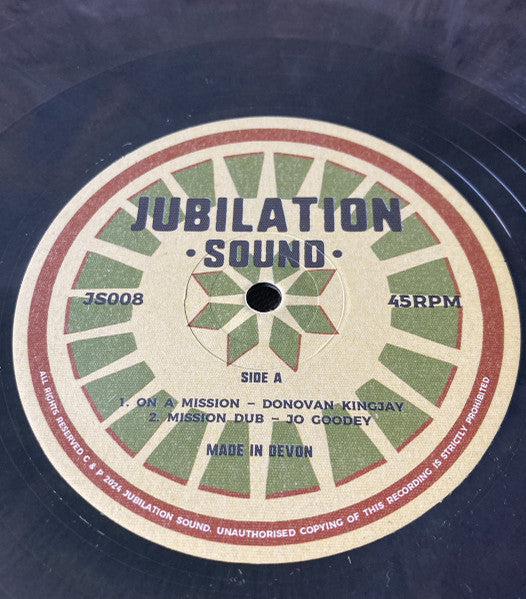 JUBILATION
• SOUND •
JS008
45RPM
SIDE A
1. ON A MISSION – DONOVAN KINGJAY
2. MISSION DUB – JO GOODEY
MADE IN DEVON
ALL RIGHTS RESERVED C & P 2024 JUBILATION SOUND. UNAUTHORISED COPYING OF THIS RECORDING IS STRICTLY PROHIBITED